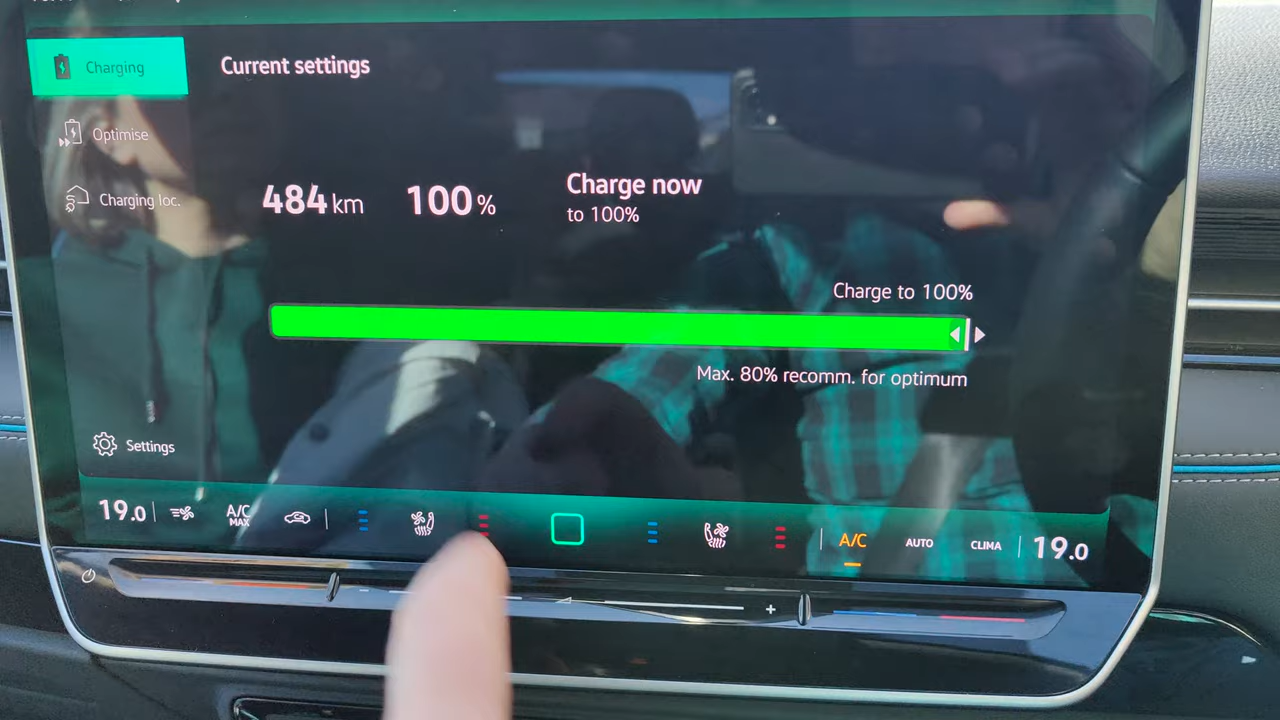 Charging
Current settings
Optimise
Charging loc.
484 km
100 %
Charge now
to 100%
Charge to 100%
Max. 80% recomm. for optimum
Settings
19.0
A/C
MAX
A/C
AUTO
CLIMA
19.0
- +